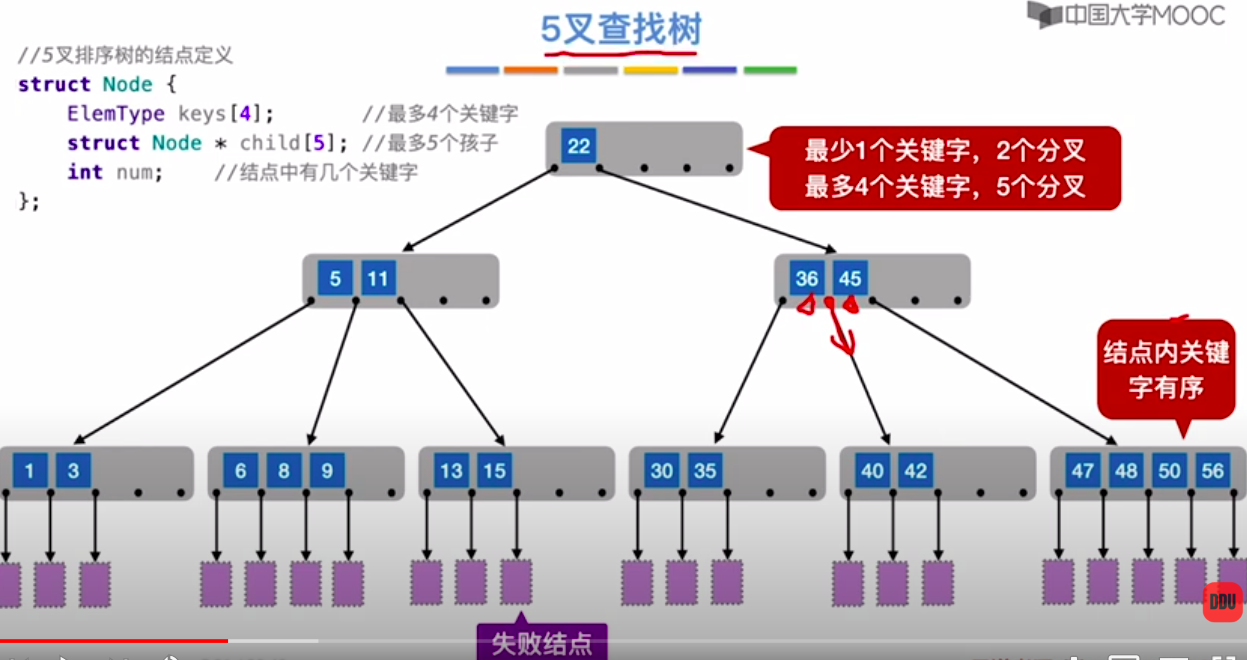 中国大学MOOC
5叉查找树
//5叉排序树的结点定义
struct Node {
ElemType keys[4]; //最多4个关键字
struct Node * child[5]; //最多5个孩子
int num; //结点中有几个关键字
};
22
最少1个关键字，2个分叉
最多4个关键字，5个分叉
5 11
36 45
结点内关键
字有序
1 3
6 8 9
13 15
30 35
40 42
47 48 50 56
DDU
失败结点